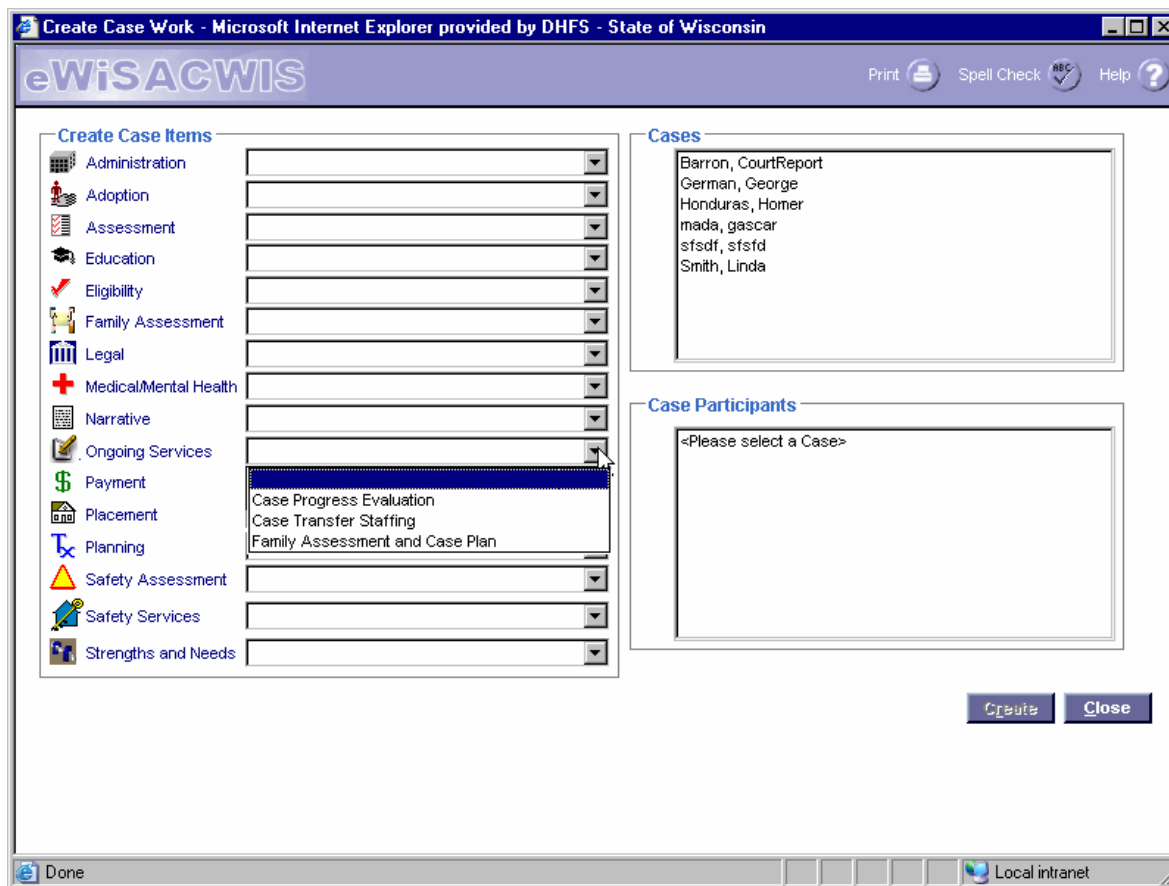 Create Case Work - Microsoft Internet Explorer provided by DHFS - State of Wisconsin
eWiSACWIS
Print Spell Check ABC Help ?
Create Case Items
Administration
Adoption
Assessment
Education
Eligibility
Family Assessment
Legal
Medical/Mental Health
Narrative
Ongoing Services
Payment
Placement
Planning
Safety Assessment
Safety Services
Strengths and Needs
Case Progress Evaluation
Case Transfer Staffing
Family Assessment and Case Plan
Cases
Barron, CourtReport
German, George
Honduras, Homer
mada, gascar
sfsdf, sfsfd
Smith, Linda
Case Participants
<Please select a Case>
Create Close
Done Local intranet